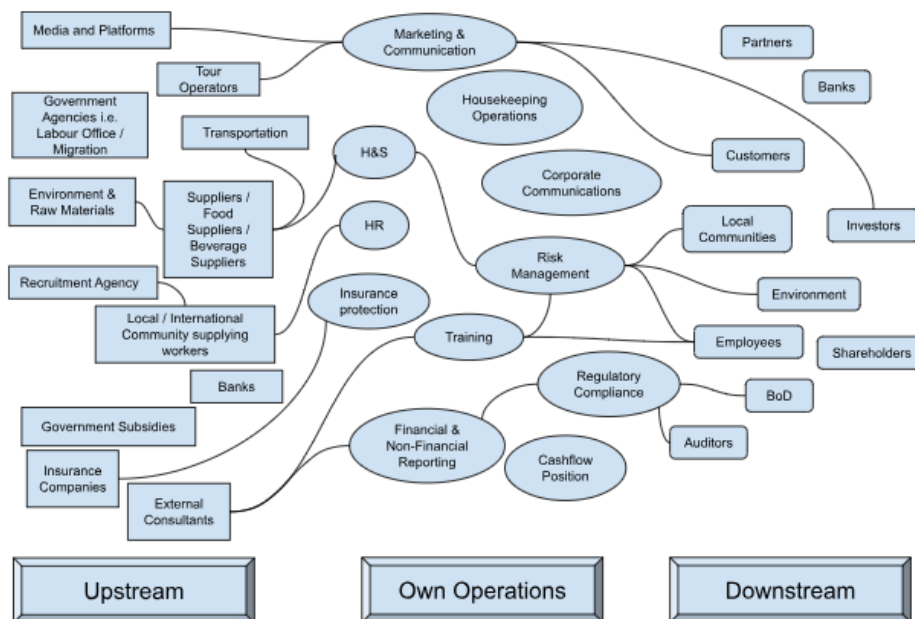 Media and Platforms
Tour
Operators
Government
Agencies i.e.
Labour Office /
Migration
Transportation
Environment &
Raw Materials
Suppliers /
Food
Suppliers /
Beverage
Suppliers
Recruitment Agency
Local / International
Community supplying
workers
Banks
Government Subsidies
Insurance
Companies
External
Consultants
Marketing &
Communication
Housekeeping
Operations
H&S
Corporate
Communications
HR
Risk
Management
Insurance
protection
Training
Regulatory
Compliance
Financial &
Non-Financial
Reporting
Cashflow
Position
Partners
Banks
Customers
Local
Communities
Investors
Environment
Employees
Shareholders
BoD
Auditors
Upstream
Own Operations
Downstream